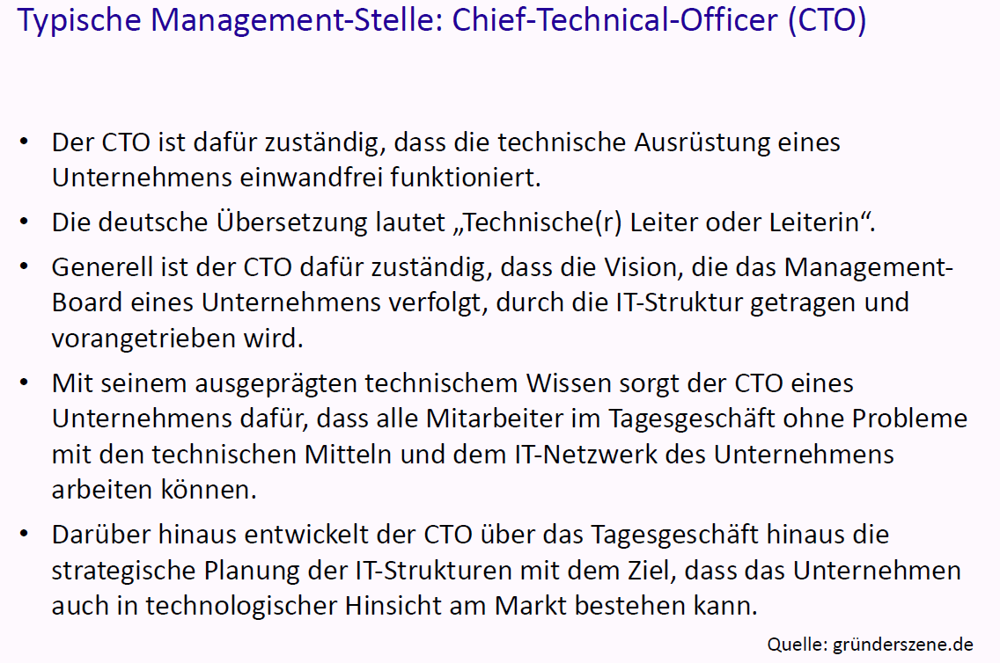 Typische Management-Stelle: Chief-Technical-Officer (CTO)
• Der CTO ist dafür zuständig, dass die technische Ausrüstung eines
Unternehmens einwandfrei funktioniert.
• Die deutsche Übersetzung lautet „Technische(r) Leiter oder Leiterin“.
• Generell ist der CTO dafür zuständig, dass die Vision, die das Management-
Board eines Unternehmens verfolgt, durch die IT-Struktur getragen und
vorangetrieben wird.
• Mit seinem ausgeprägten technischem Wissen sorgt der CTO eines
Unternehmens dafür, dass alle Mitarbeiter im Tagesgeschäft ohne Probleme
mit den technischen Mitteln und dem IT-Netzwerk des Unternehmens
arbeiten können.
• Darüber hinaus entwickelt der CTO über das Tagesgeschäft hinaus die
strategische Planung der IT-Strukturen mit dem Ziel, dass das Unternehmen
auch in technologischer Hinsicht am Markt bestehen kann.
Quelle: gründerszene.de